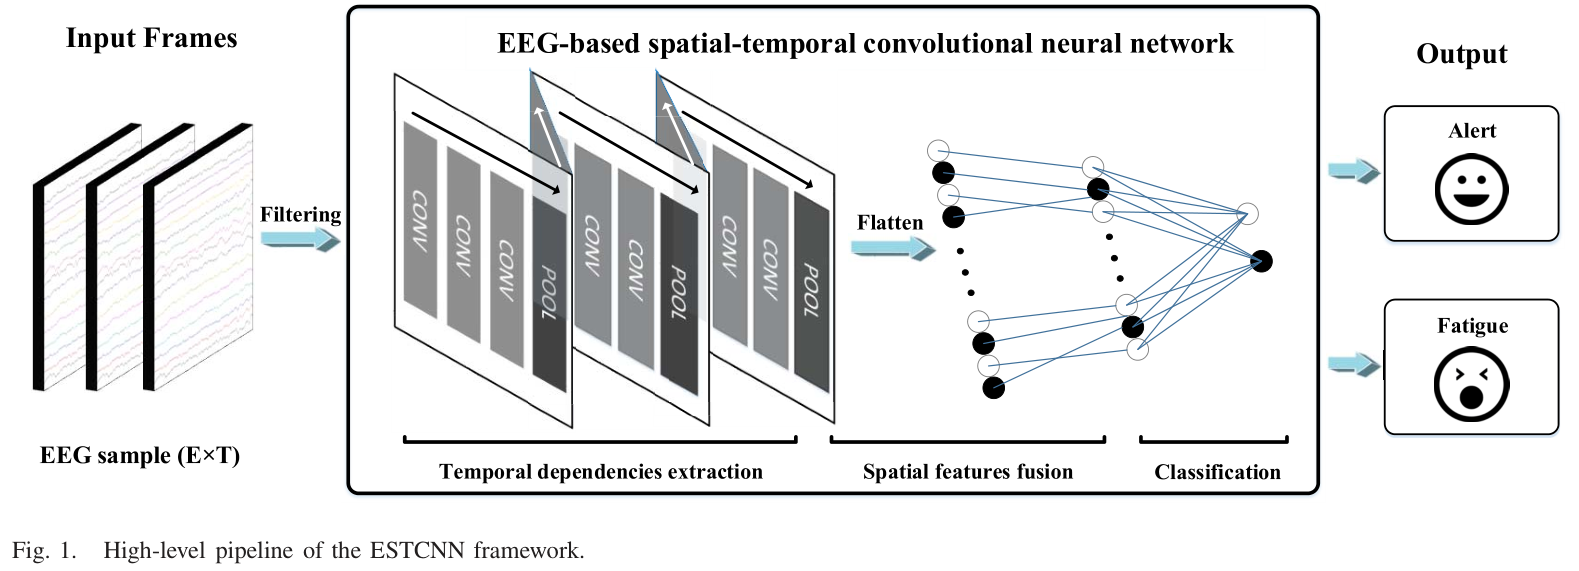 Input Frames
EEG sample (E×T)
Filtering
EEG-based spatial-temporal convolutional neural network
CONV
CONV
CONV
POOL
CONV
CONV
POOL
CONV
CONV
POOL
Flatten
Temporal dependencies extraction
Spatial features fusion
Classification
Output
Alert
Fatigue
Fig. 1. High-level pipeline of the ESTCNN framework.